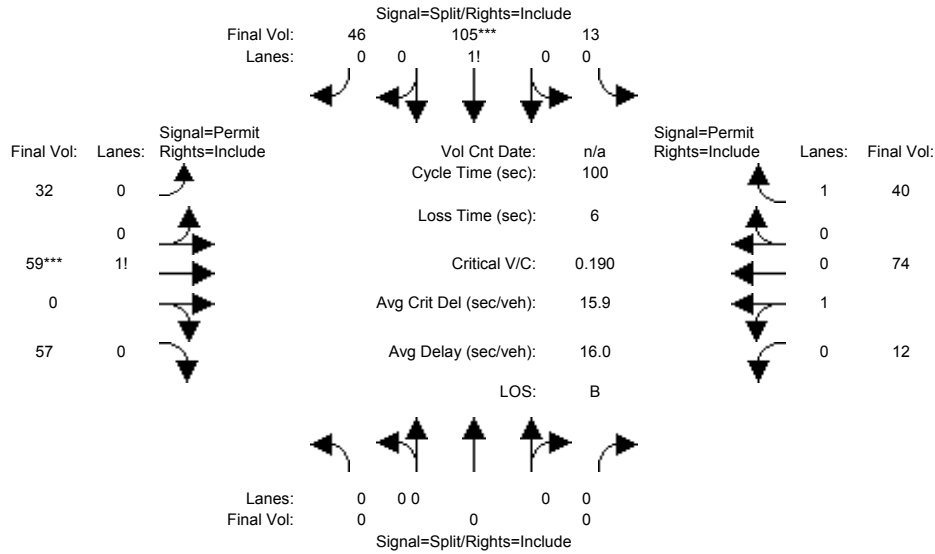 Signal=Split/Rights=Include
Final Vol: 46 105*** 13
Lanes: 0 0 1! 0 0
Signal=Permit Signal=Permit
Final Vol: Lanes: Rights=Include Vol Cnt Date: n/a Rights=Include Lanes: Final Vol:
Cycle Time (sec): 100
32 0 1 40
Loss Time (sec): 6
0 0
59*** 1! Critical V/C: 0.190 0 74
0 Avg Crit Del (sec/veh): 15.9 1
57 0 Avg Delay (sec/veh): 16.0 0 12
LOS: B
Lanes: 0 0 0 0 0
Final Vol: 0 0 0
Signal=Split/Rights=Include